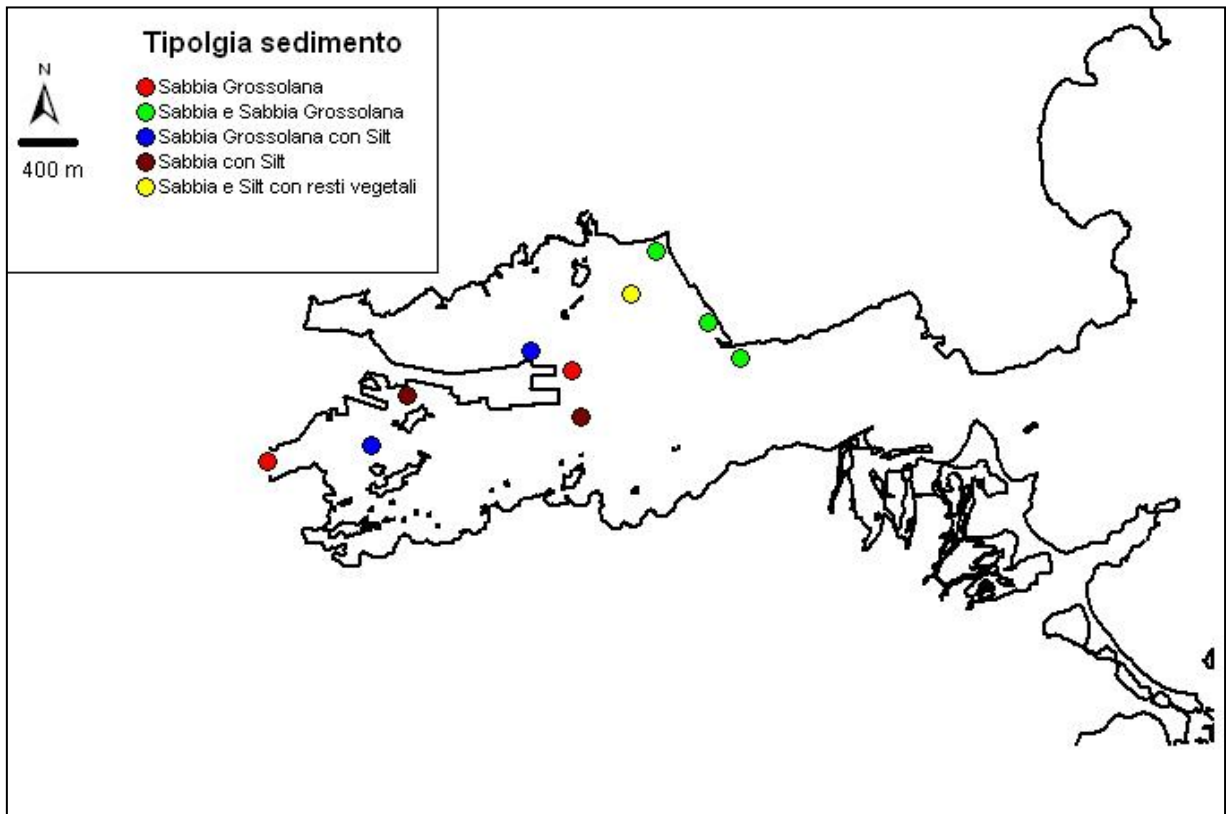 Tipolgia sedimento
N
400 m
Sabbia Grossolana
Sabbia e Sabbia Grossolana
Sabbia Grossolana con Silt
Sabbia con Silt
Sabbia e Silt con resti vegetali